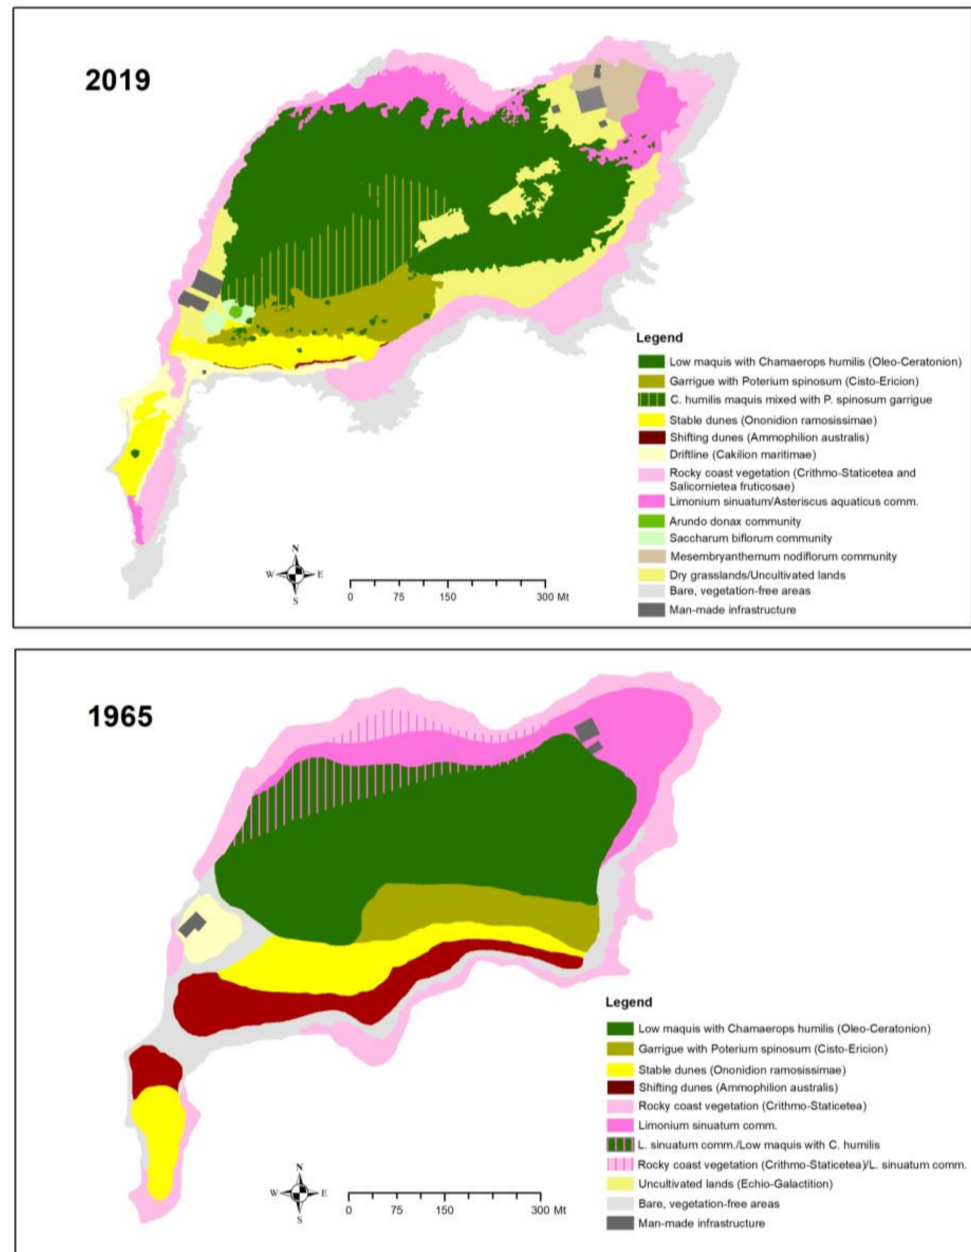 2019
Legend
Low maquis with Chamaerops humilis (Oleo-Ceratonion)
Garrigue with Poterium spinosum (Cisto-Ericion)
C. humilis maquis mixed with P. spinosum garrigue
Stable dunes (Ononidion ramosissimae)
Shifting dunes (Ammophilion australis)
Driftline (Cakilion maritimae)
Rocky coast vegetation (Crithmo-Staticetea and
Salicornietea fruticosae)
Limonium sinuatum/Asteriscus aquaticus comm.
Arundo donax community
Saccharum biflorum community
Mesembryanthemum nodiflorum community
Dry grasslands/Uncultivated lands
Bare, vegetation-free areas
Man-made infrastructure
N
W E
S
0 75 150 300 Mt
1965
Legend
Low maquis with Chamaerops humilis (Oleo-Ceratonion)
Garrigue with Poterium spinosum (Cisto-Ericion)
Stable dunes (Ononidion ramosissimae)
Shifting dunes (Ammophilion australis)
Rocky coast vegetation (Crithmo-Staticetea)
Limonium sinuatum comm.
L. sinuatum comm./Low maquis with C. humilis
Rocky coast vegetation (Crithmo-Staticetea)/L. sinuatum comm.
Uncultivated lands (Echio-Galactition)
Bare, vegetation-free areas
Man-made infrastructure
N
W E
S
0 75 150 300 Mt